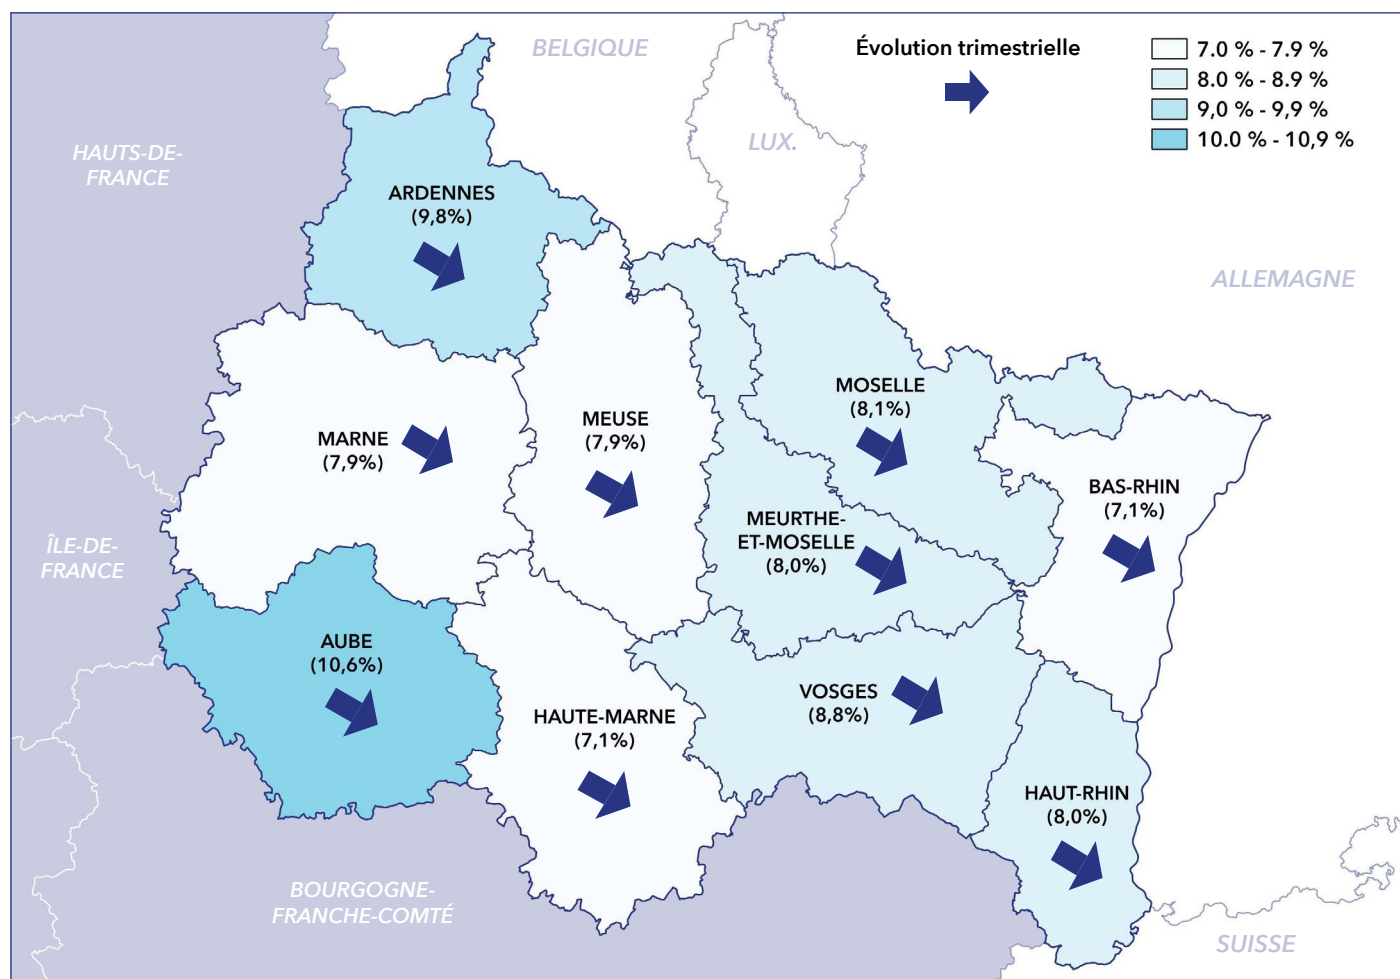 BELGIQUE
Évolution trimestrielle
7.0 % - 7.9 %
8.0 % - 8.9 %
9,0 % - 9,9 %
10.0 % - 10,9 %
HAUTS-DE-
FRANCE
LUX.
ARDENNES
(9,8%)
ALLEMAGNE
MOSELLE
(8,1%)
MEUSE
(7,9%)
MARNE
(7,9%)
BAS-RHIN
(7,1%)
MEURTHE-
ET-MOSELLE
(8,0%)
ÎLE-DE-
FRANCE
AUBE
(10,6%)
VOSGES
(8,8%)
HAUTE-MARNE
(7,1%)
HAUT-RHIN
(8,0%)
BOURGOGNE-
FRANCHE-COMTÉ
SUISSE